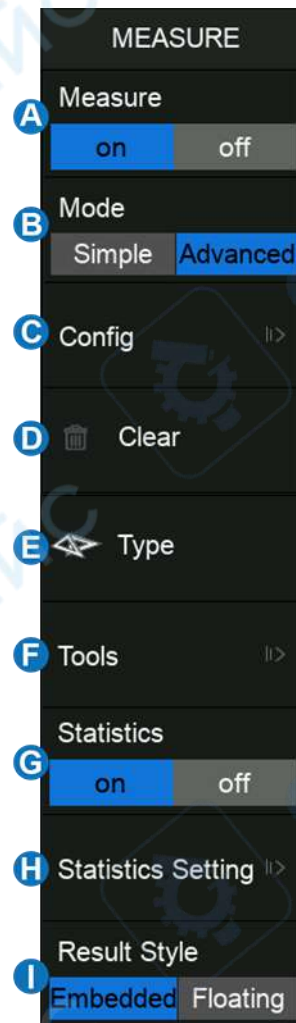 MEASURE
A
Measure
on off
B
Mode
Simple Advanced
C
Config
D
Clear
E
Type
F
Tools
G
Statistics
on off
H
Statistics Setting
I
Result Style
Embedded Floating